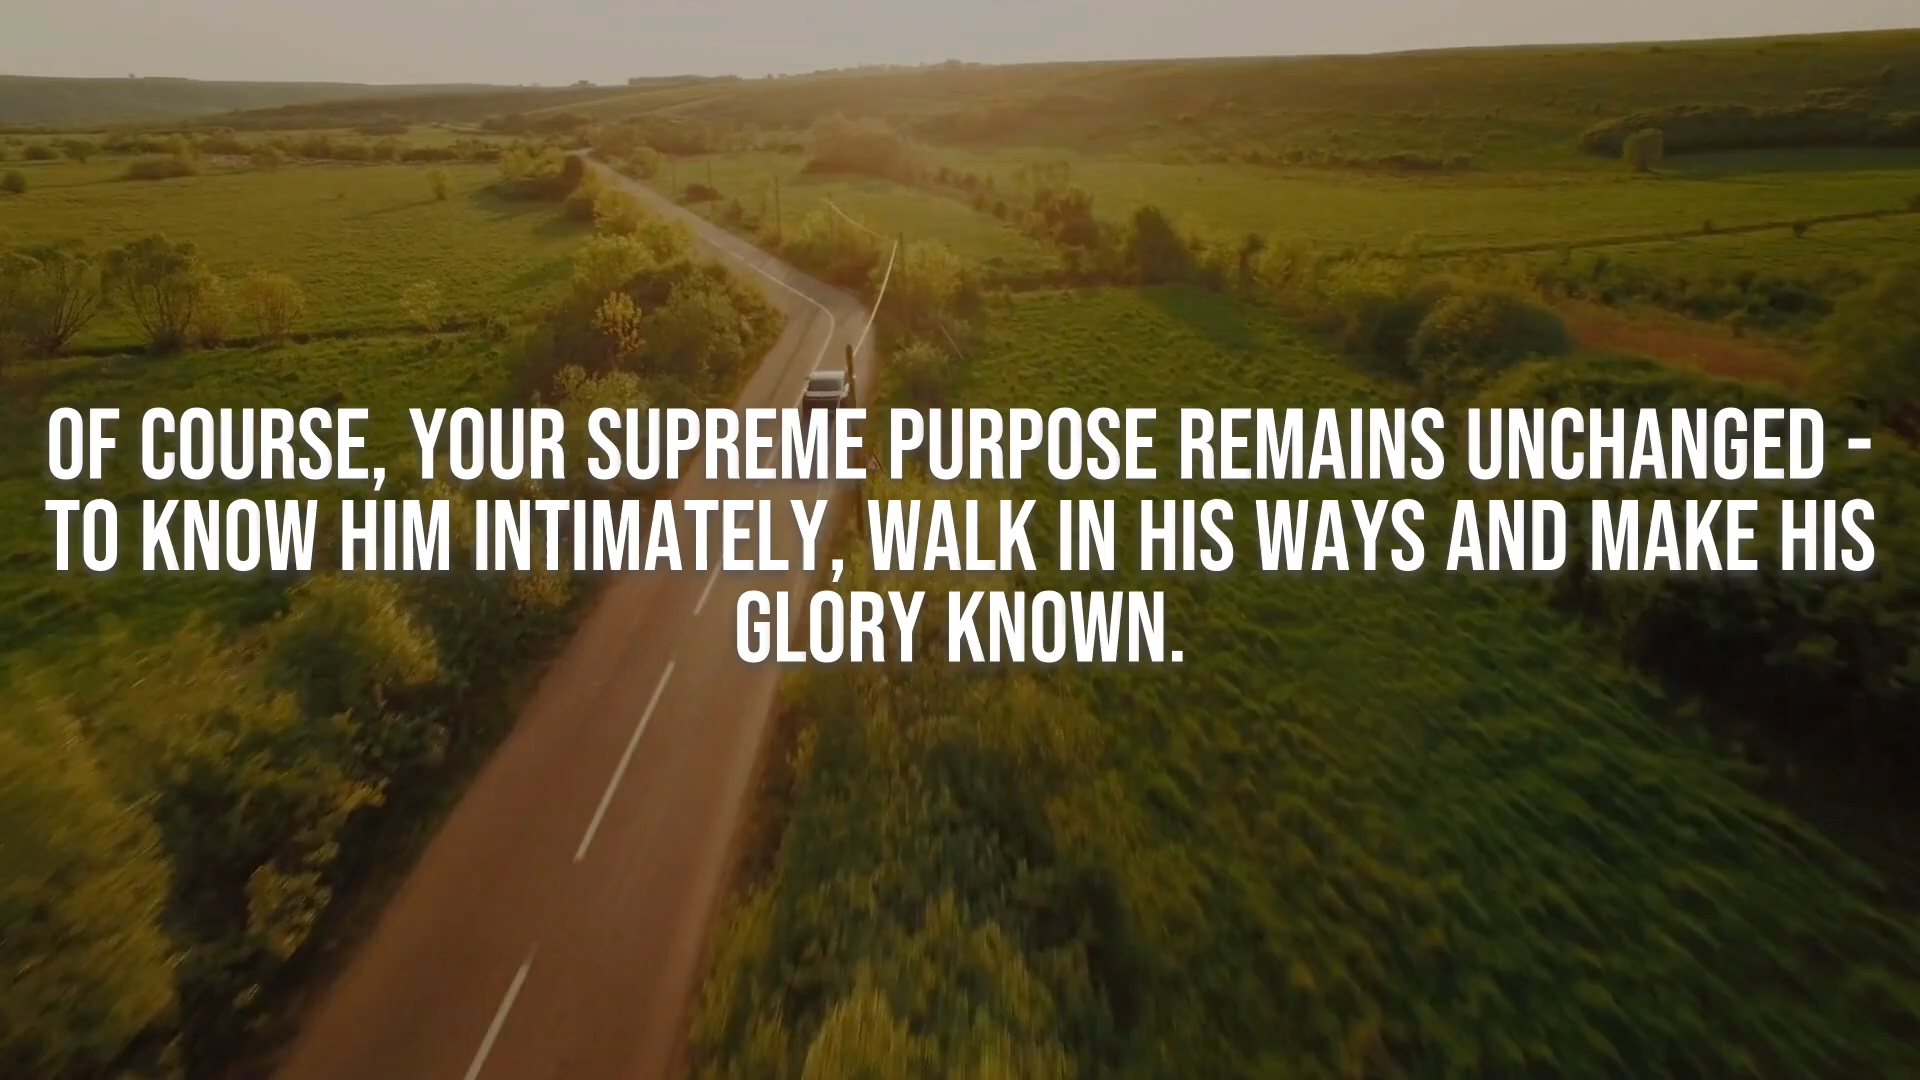 OF COURSE, YOUR SUPREME PURPOSE REMAINS UNCHANGED -
TO KNOW HIM INTIMATELY, WALK IN HIS WAYS AND MAKE HIS
GLORY KNOWN.